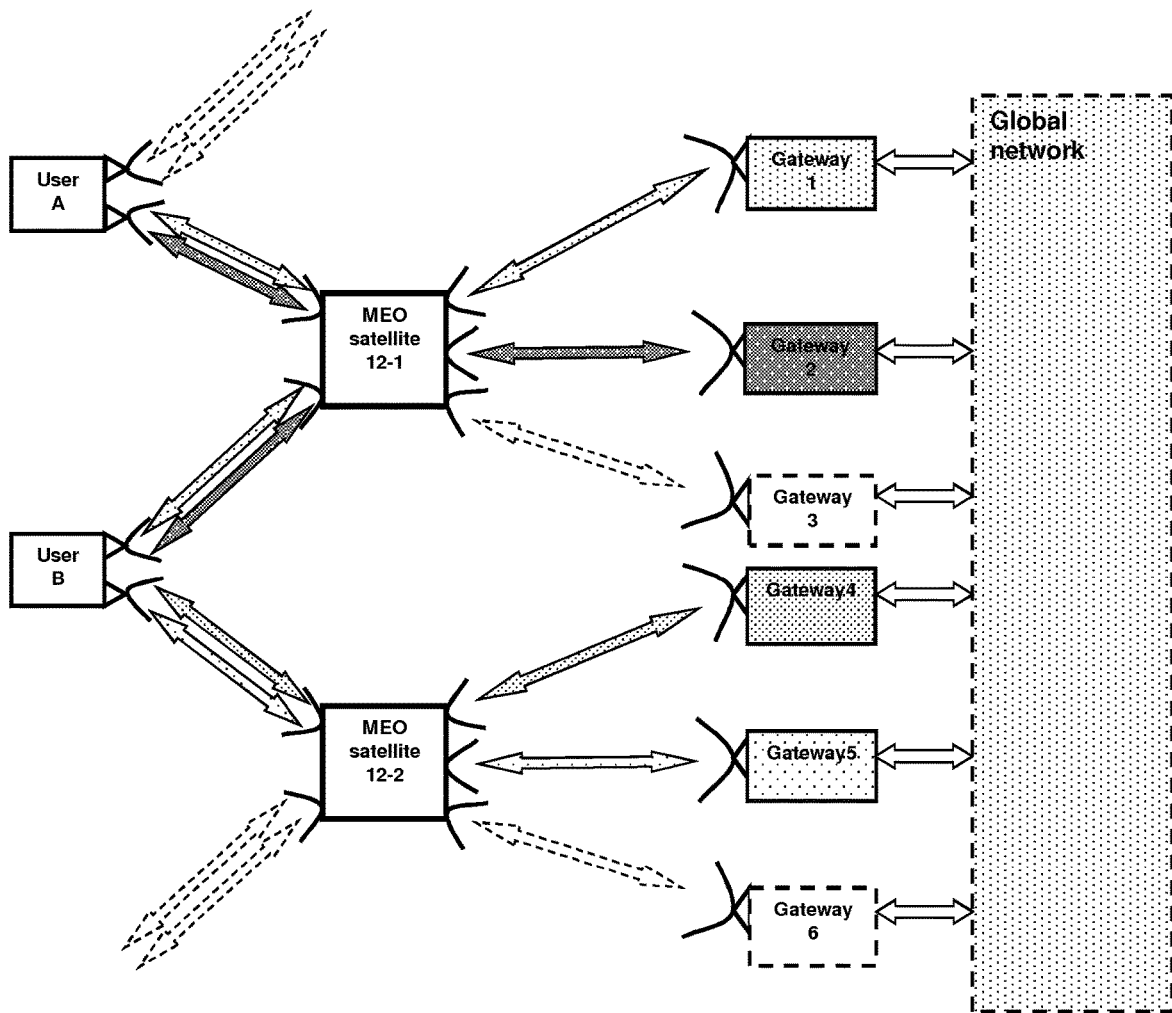 Global
network
Gateway
1
User
A
MEO
satellite
12-1
Gateway
2
Gateway
3
User
B
Gateway4
MEO
satellite
12-2
Gateway5
Gateway
6